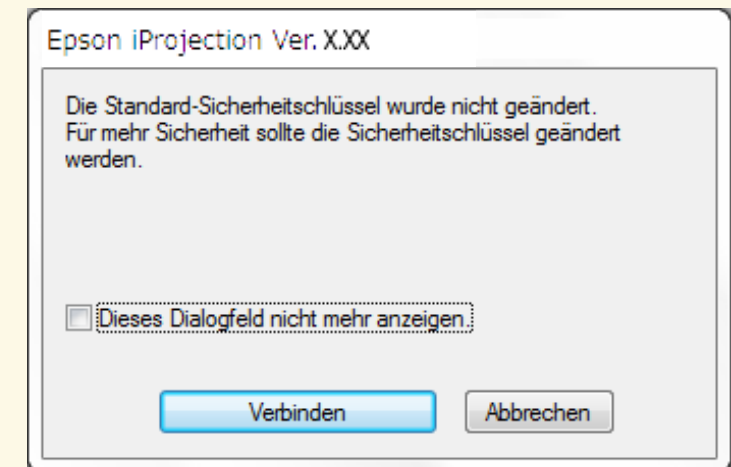 Epson iProjection Ver. X.XX
Die Standard-Sicherheitschlüssel wurde nicht geändert.
Für mehr Sicherheit sollte die Sicherheitschlüssel geändert
werden.
Dieses Dialogfeld nicht mehr anzeigen.
Verbinden
Abbrechen